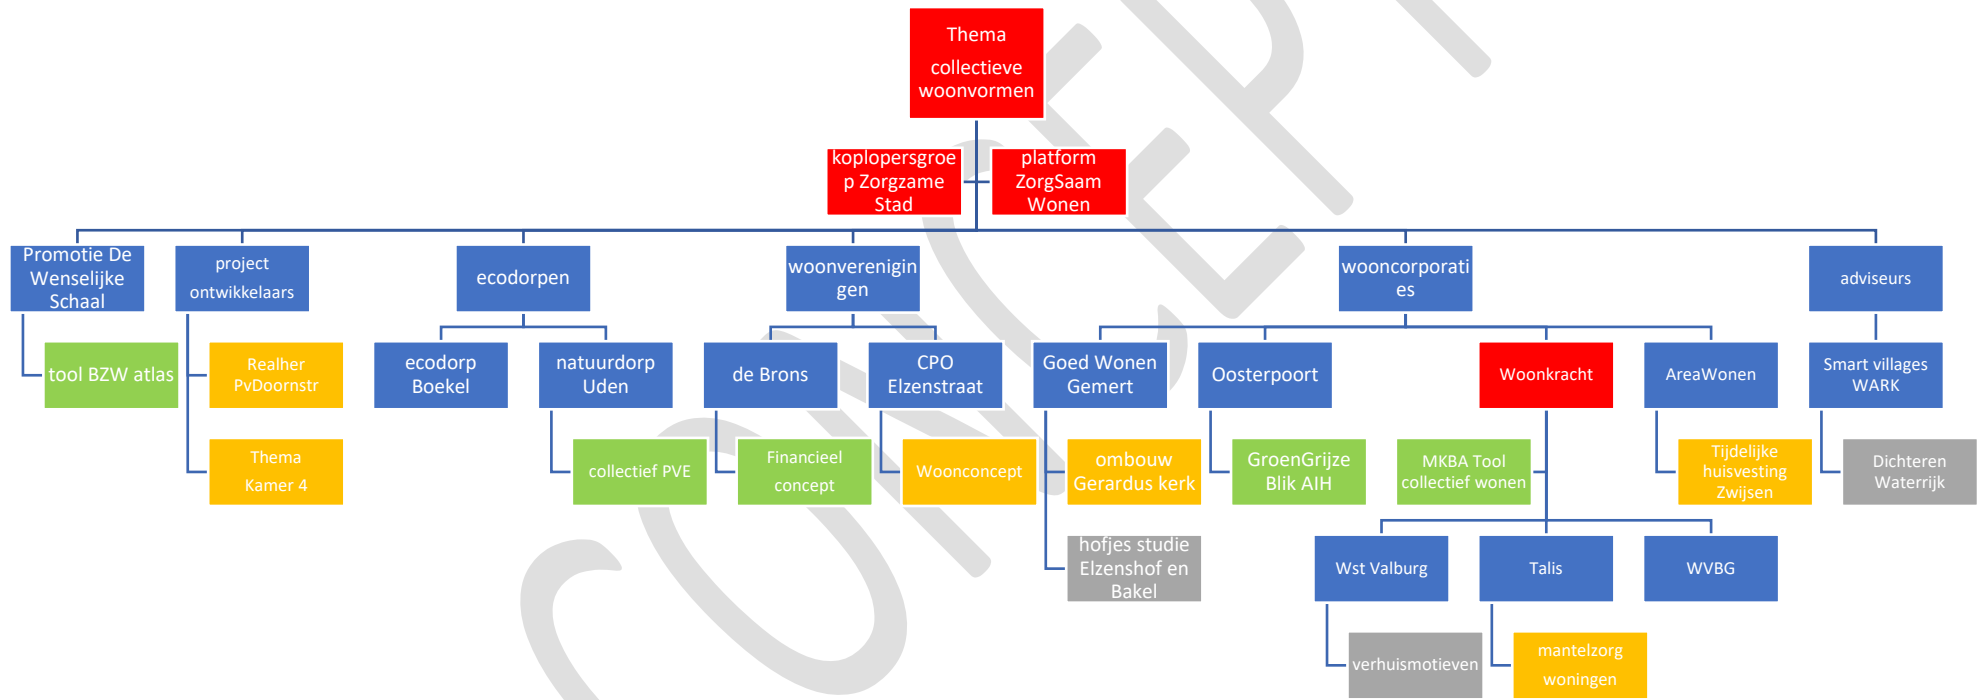 Thema
collectieve
woonvormen
koplopersgroe
p Zorgzame
Stad
platform
ZorgSaam
Wonen
Promotie De
Wenselijke
Schaal
project
ontwikkelaars
ecodorpen
woonverenigin
gen
wooncorporati
es
adviseurs
tool BZW atlas
Realher
PvDoornstr
ecodorp
Boekel
natuurdorp
Uden
de Brons
CPO
Elzenstraat
Goed Wonen
Gemert
Oosterpoort
Woonkracht
AreaWonen
Smart villages
WARK
Thema
Kamer 4
collectief PVE
Financieel
concept
Woonconcept
ombouw
Gerardus kerk
GroenGrijze
Blik AIH
MKBA Tool
collectief wonen
Tijdelijke
huisvesting
Zwijsen
Dichteren
Waterrijk
hofjes studie
Elzenshof en
Bakel
Wst Valburg
Talis
WVBG
verhuismotieven
mantelzorg
woningen
CONCEPT